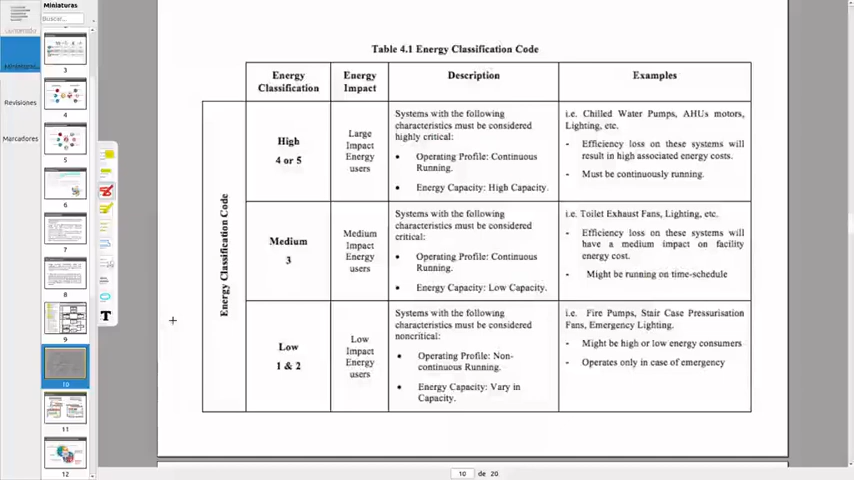 Miniaturas
Buscar...
Contenido
Miniaturas
Revisiones
Marcadores
3
4
5
6
7
8
9
10
11
12
T
Table 4.1 Energy Classification Code
Energy
Classification
Energy
Impact
Description
Examples
Energy Classification Code
High
4 or 5
Large
Impact
Energy
users
Systems with the following
characteristics must be considered
highly critical:
• Operating Profile: Continuous
Running.
• Energy Capacity: High Capacity.
i.e. Chilled Water Pumps, AHUs motors,
Lighting, etc.
- Efficiency loss on these systems will
result in high associated energy costs.
- Must be continuously running.
Medium
3
Medium
Impact
Energy
users
Systems with the following
characteristics must be considered
critical:
• Operating Profile: Continuous
Running.
• Energy Capacity: Low Capacity.
i.e. Toilet Exhaust Fans, Lighting, etc.
- Efficiency loss on these systems will
have a medium impact on facility
energy cost.
- Might be running on time-schedule
Low
1 & 2
Low
Impact
Energy
users
Systems with the following
characteristics must be considered
noncritical:
• Operating Profile: Non-
continuous Running.
• Energy Capacity: Vary in
Capacity.
i.e. Fire Pumps, Stair Case Pressurisation
Fans, Emergency Lighting.
- Might be high or low energy consumers
- Operates only in case of emergency
10 de 20